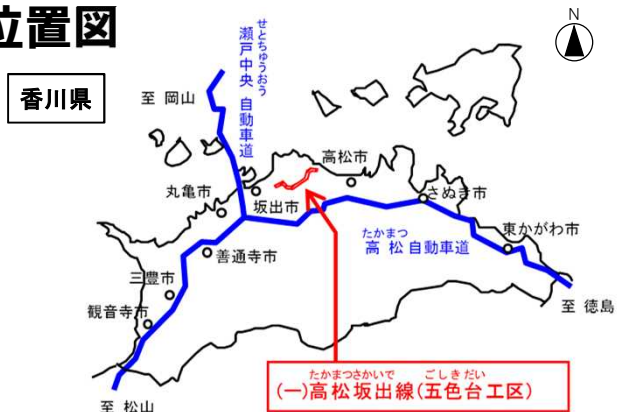 位置図
N
香川県
至 岡山
せとちゅうおう
瀬戸中央 自動車道
高松市
丸亀市
坂出市
さぬき市
東かがわ市
たかまつ
高松自動車道
善通寺市
三豊市
観音寺市
至 徳島
たかまつさかいで ごしきだい
(一)高松坂出線(五色台工区)
至 松山